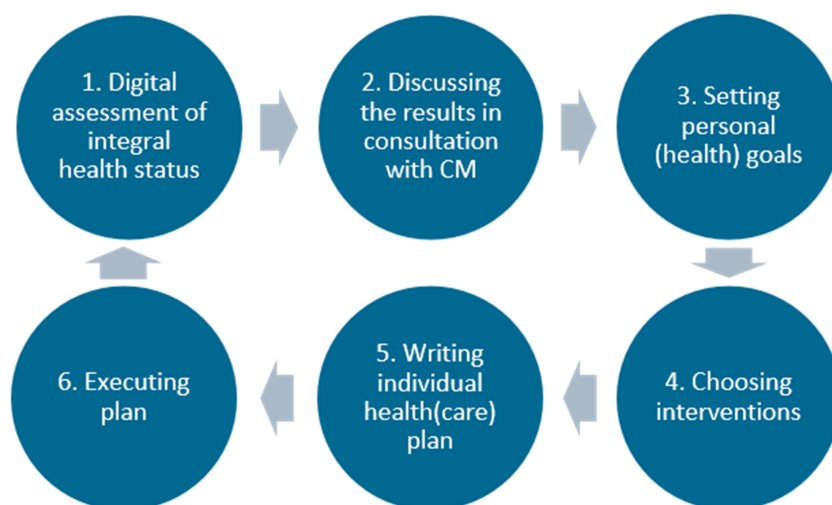 1. Digital
assessment of
integral
health status
2. Discussing
the results in
consultation
with CM
3. Setting
personal
(health) goals
4. Choosing
interventions
5. Writing
individual
health(care)
plan
6. Executing
plan